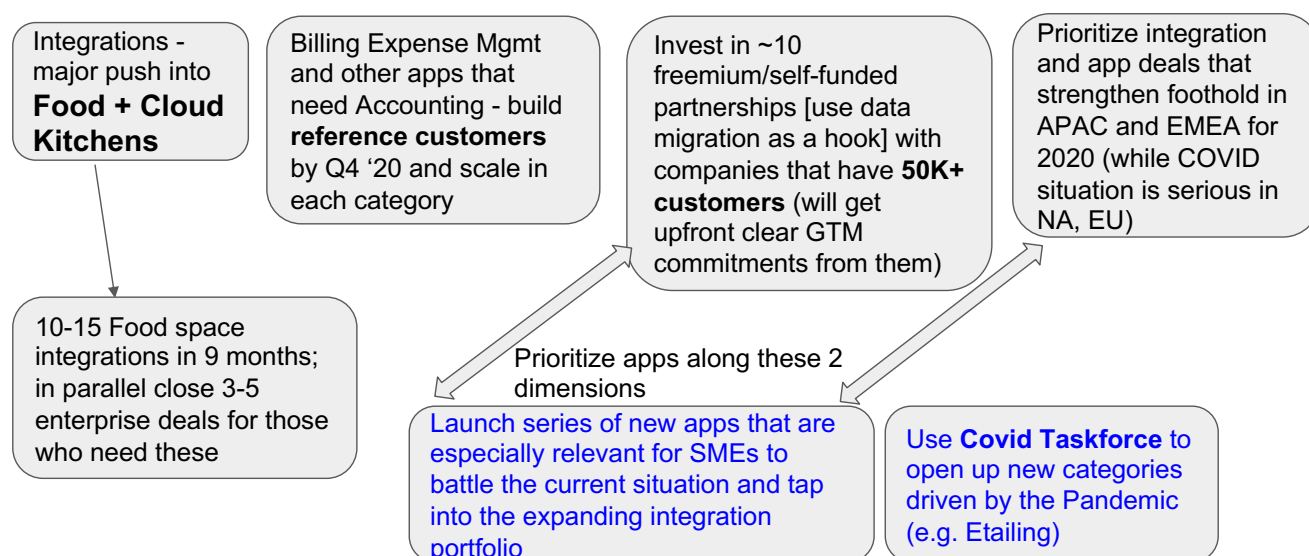 Integrations -
major push into
Food + Cloud
Kitchens
Billing Expense Mgmt
and other apps that
need Accounting - build
reference customers
by Q4 ‘20 and scale in
each category
Invest in ~10
freemium/self-funded
partnerships [use data
migration as a hook] with
companies that have 50K+
customers (will get
upfront clear GTM
commitments from them)
Prioritize integration
and app deals that
strengthen foothold in
APAC and EMEA for
2020 (while COVID
situation is serious in
NA, EU)
10-15 Food space
integrations in 9 months;
in parallel close 3-5
enterprise deals for those
who need these
Prioritize apps along these 2
dimensions
Launch series of new apps that are
especially relevant for SMEs to
battle the current situation and tap
into the expanding integration
portfolio
Use Covid Taskforce to
open up new categories
driven by the Pandemic
(e.g. Etailing)